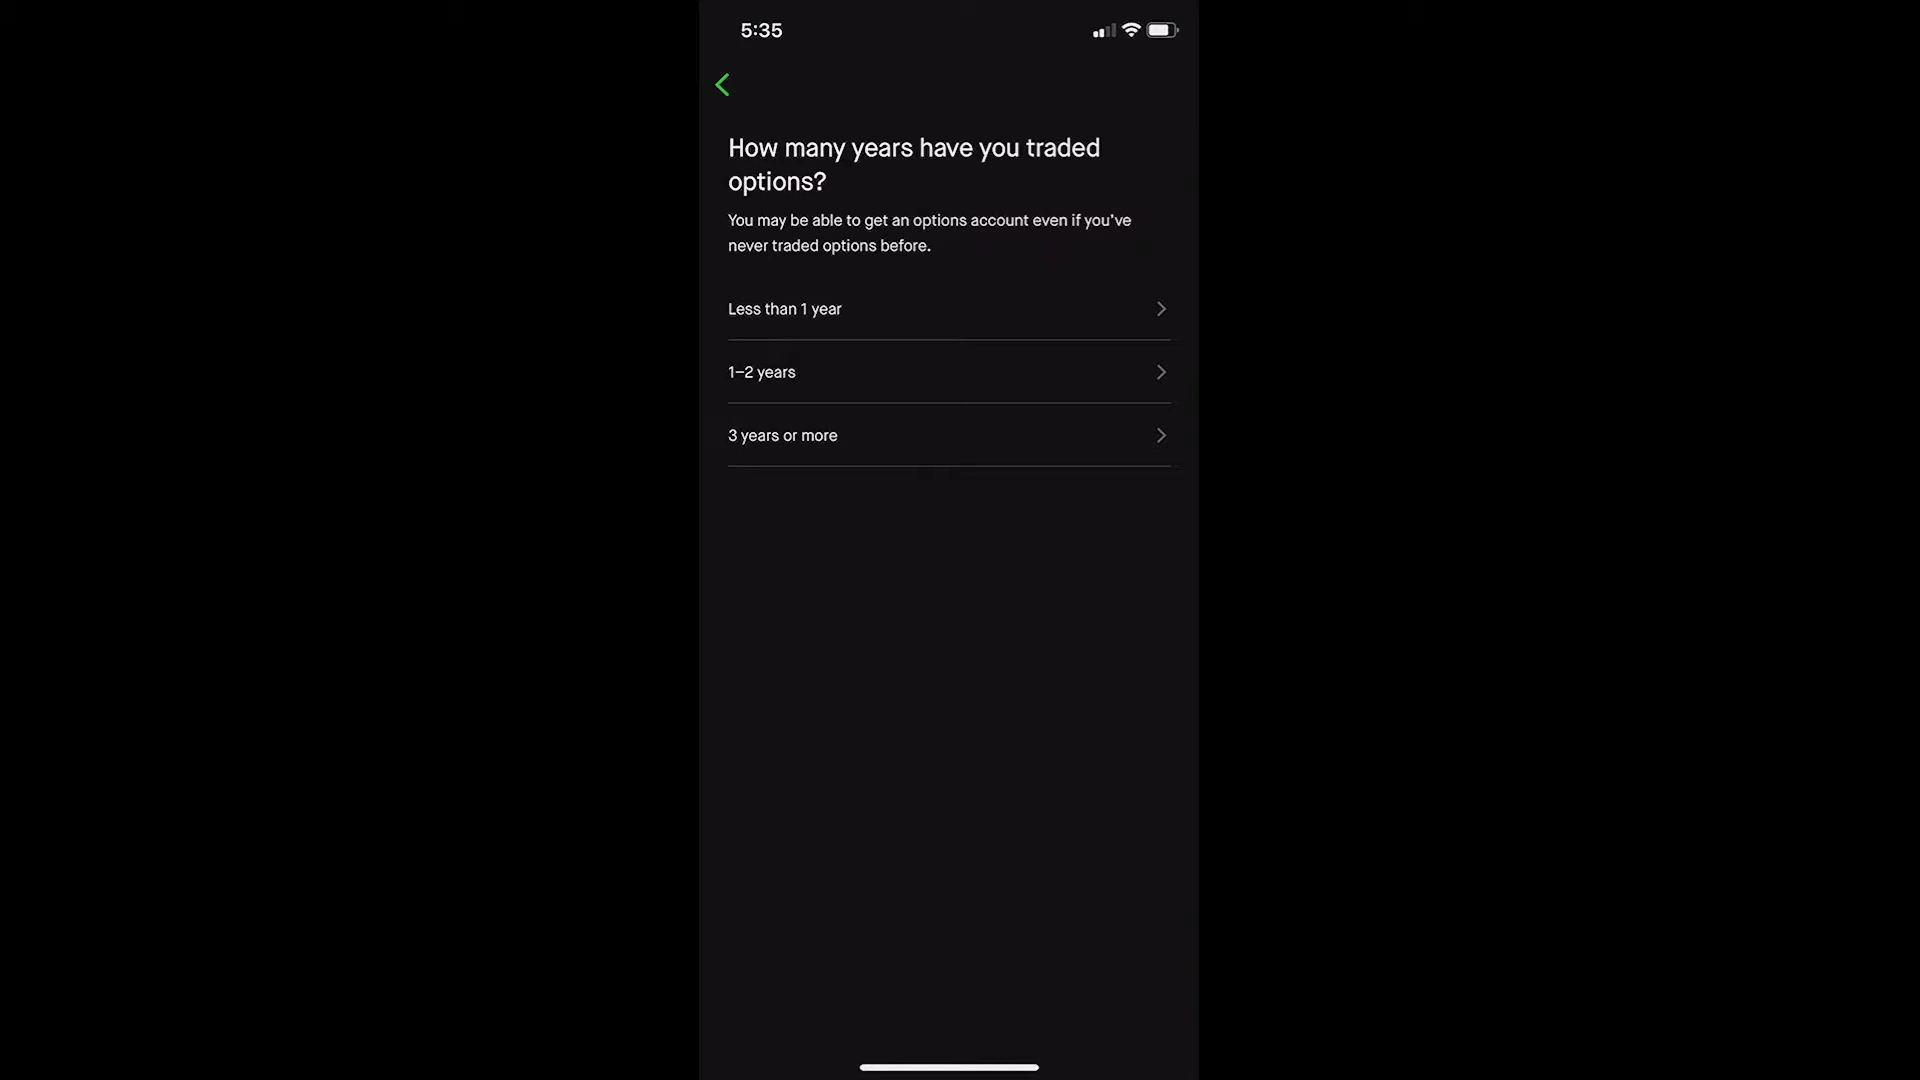 5:35
How many years have you traded
options?
You may be able to get an options account even if you've
never traded options before.
Less than 1 year
1–2 years
3 years or more